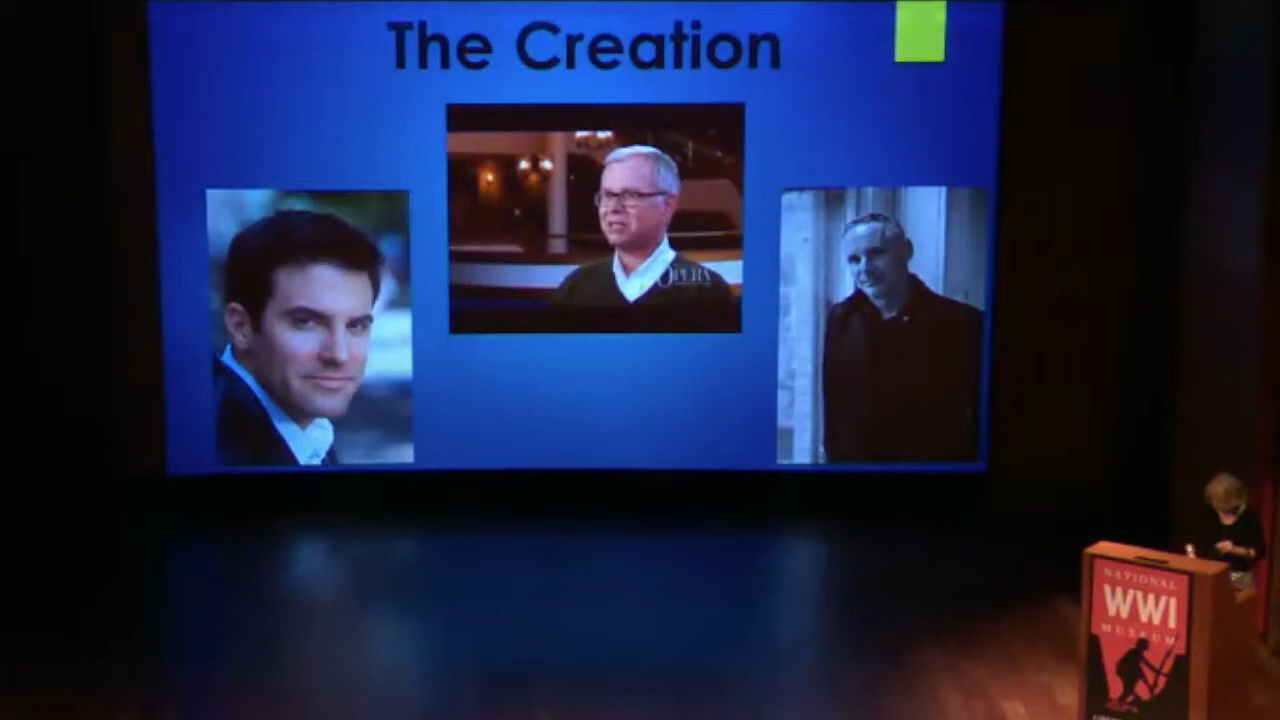 The Creation
OPERA
NATIONAL
WWI
MUSEUM